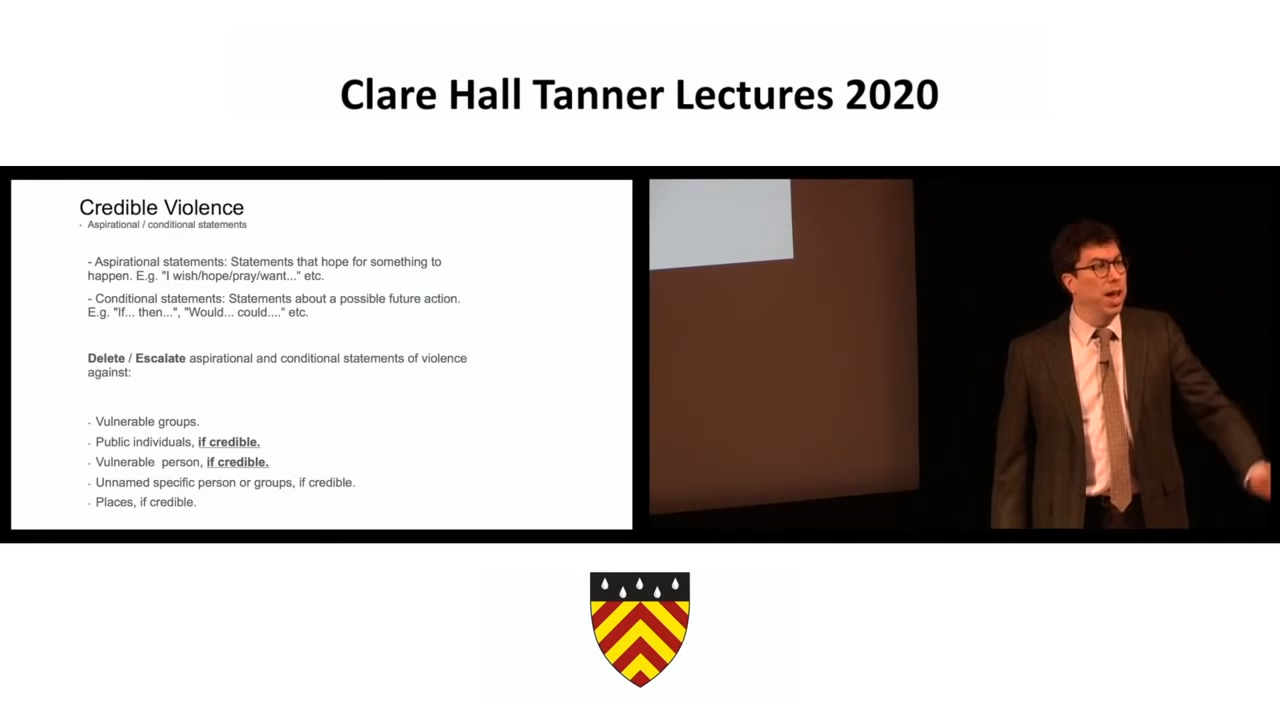 Clare Hall Tanner Lectures 2020
Credible Violence
· Aspirational / conditional statements
- Aspirational statements: Statements that hope for something to
happen. E.g. "I wish/hope/pray/want..." etc.
- Conditional statements: Statements about a possible future action.
E.g. "If... then...", "Would... could...." etc.
Delete / Escalate aspirational and conditional statements of violence
against:
- Vulnerable groups.
- Public individuals, if credible.
- Vulnerable person, if credible.
- Unnamed specific person or groups, if credible.
- Places, if credible.